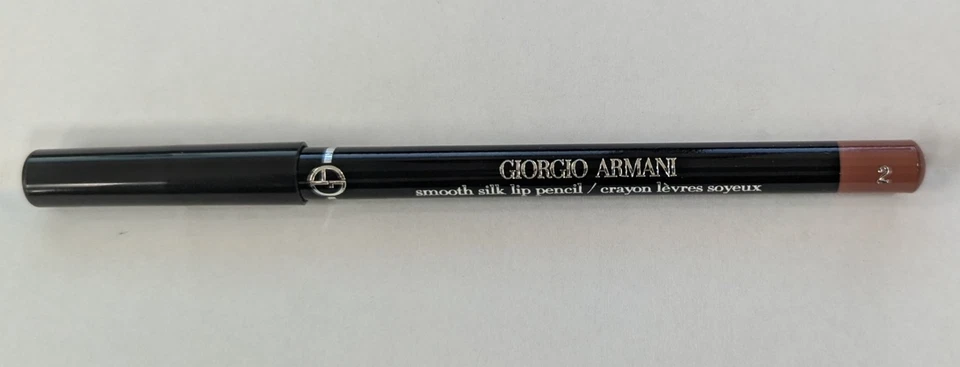 GIORGIO ARMANI
smooth silk lip pencil / crayon lèvres soyeux
2